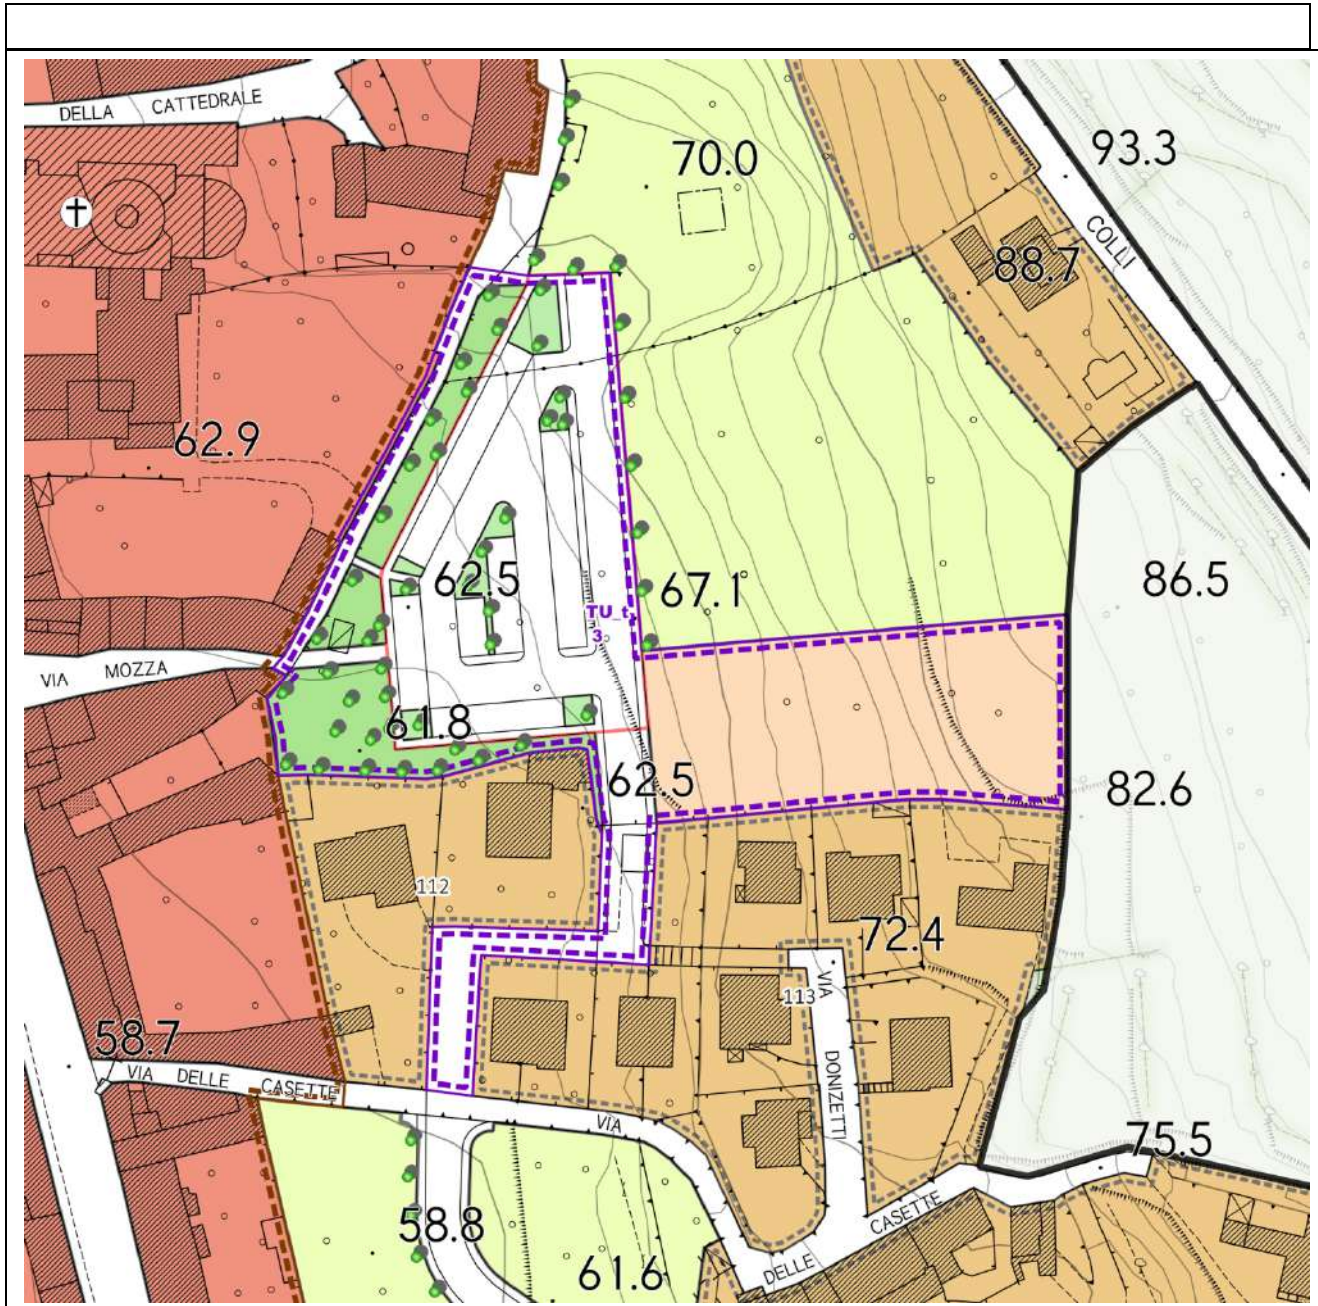 DELLA CATTEDRALE
70.0
93.3
COLLI
88.7
62.9
62.5
67.1
86.5
TU_t_
3
VIA MOZZA
61.8
62.5
82.6
112
72.4
113
VIA DONZETTI
58.7
VIA DELLE CASETTE
VIA
75.5
CASETTE
58.8
DELLE
61.6